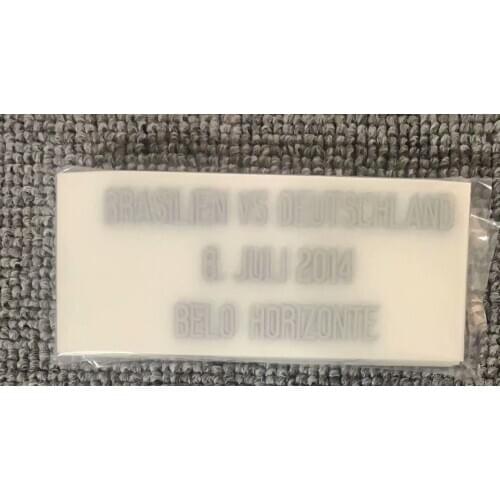 BRASILIEN VS DEUTSCHLAND
8. JULI 2014
BELO HORIZONTE